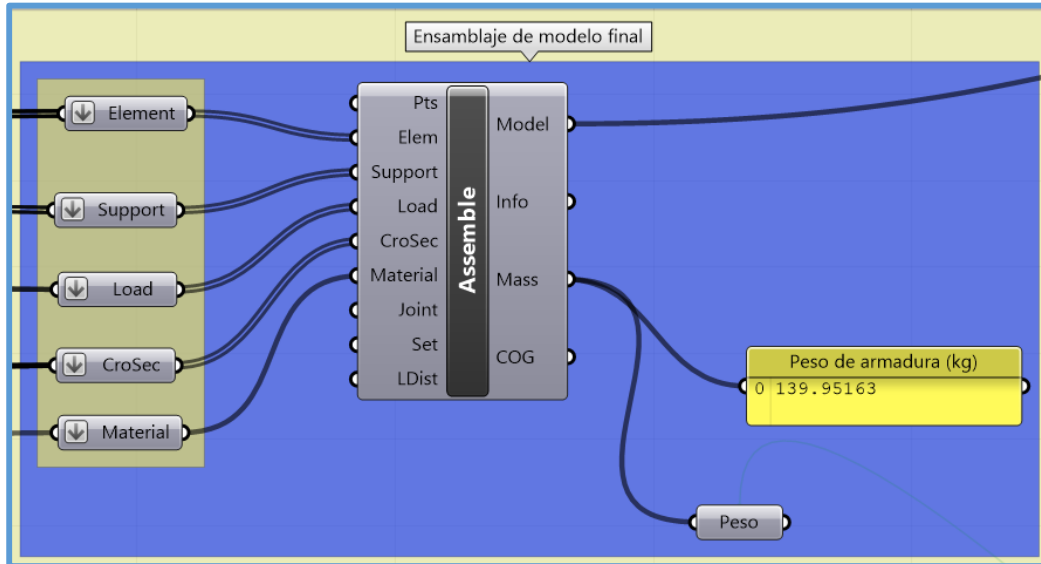 Ensamblaje de modelo final
Element
Support
Load
CroSec
Material
Pts
Elem
Support
Load
CroSec
Material
Joint
Set
LDist
Assemble
Model
Info
Mass
COG
Peso de armadura (kg)
0 139.95163
Peso